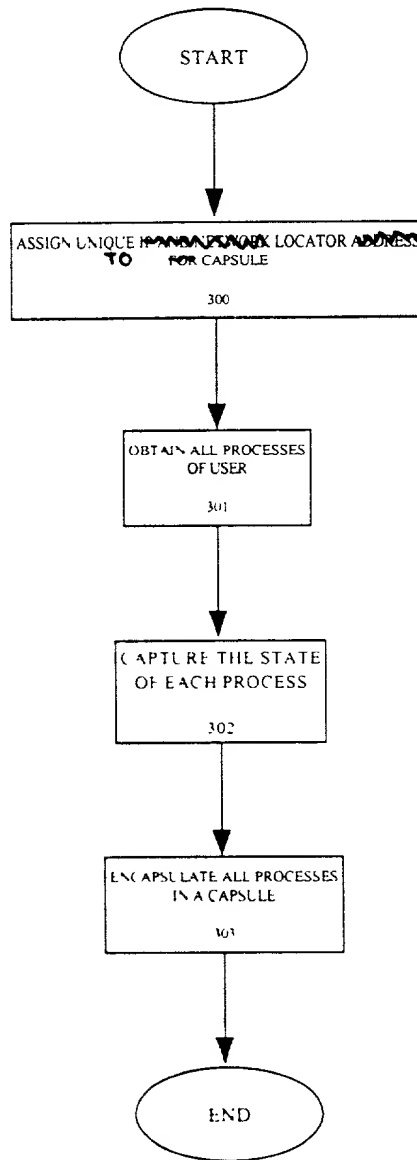 START
ASSIGN UNIQUE LOCATOR ADDRESS
TO FOR CAPSULE
300
OBTAIN ALL PROCESSES
OF USER
301
CAPTURE THE STATE
OF EACH PROCESS
302
ENCAPSULATE ALL PROCESSES
IN A CAPSULE
303
END